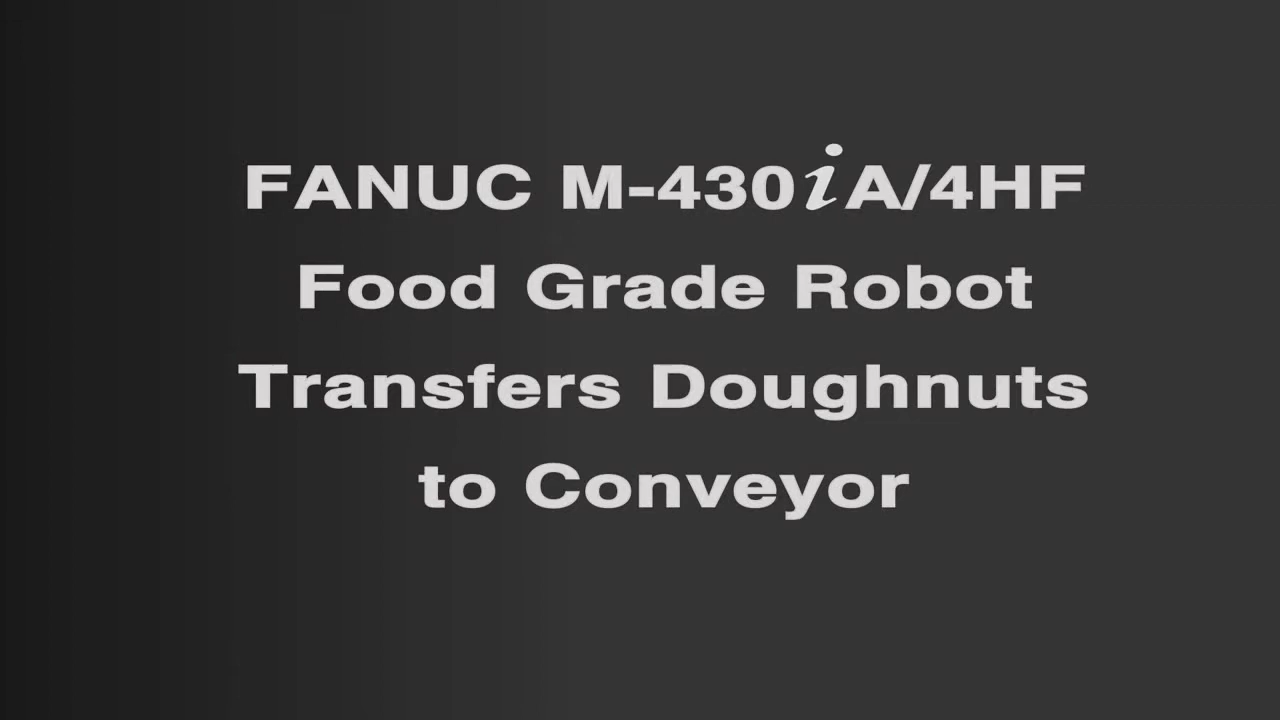 FANUC M-430iA/4HF
Food Grade Robot
Transfers Doughnuts
to Conveyor